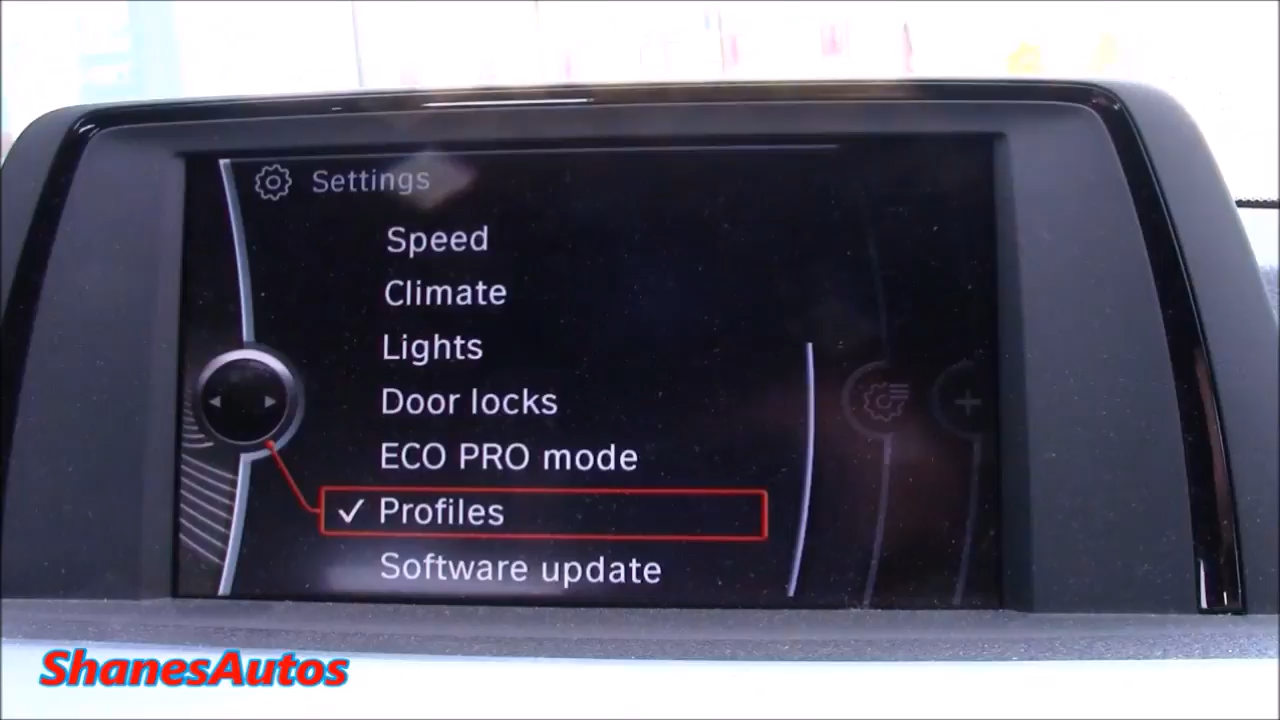 Settings
Speed
Climate
Lights
Door locks
ECO PRO mode
✓ Profiles
Software update
ShanesAutos